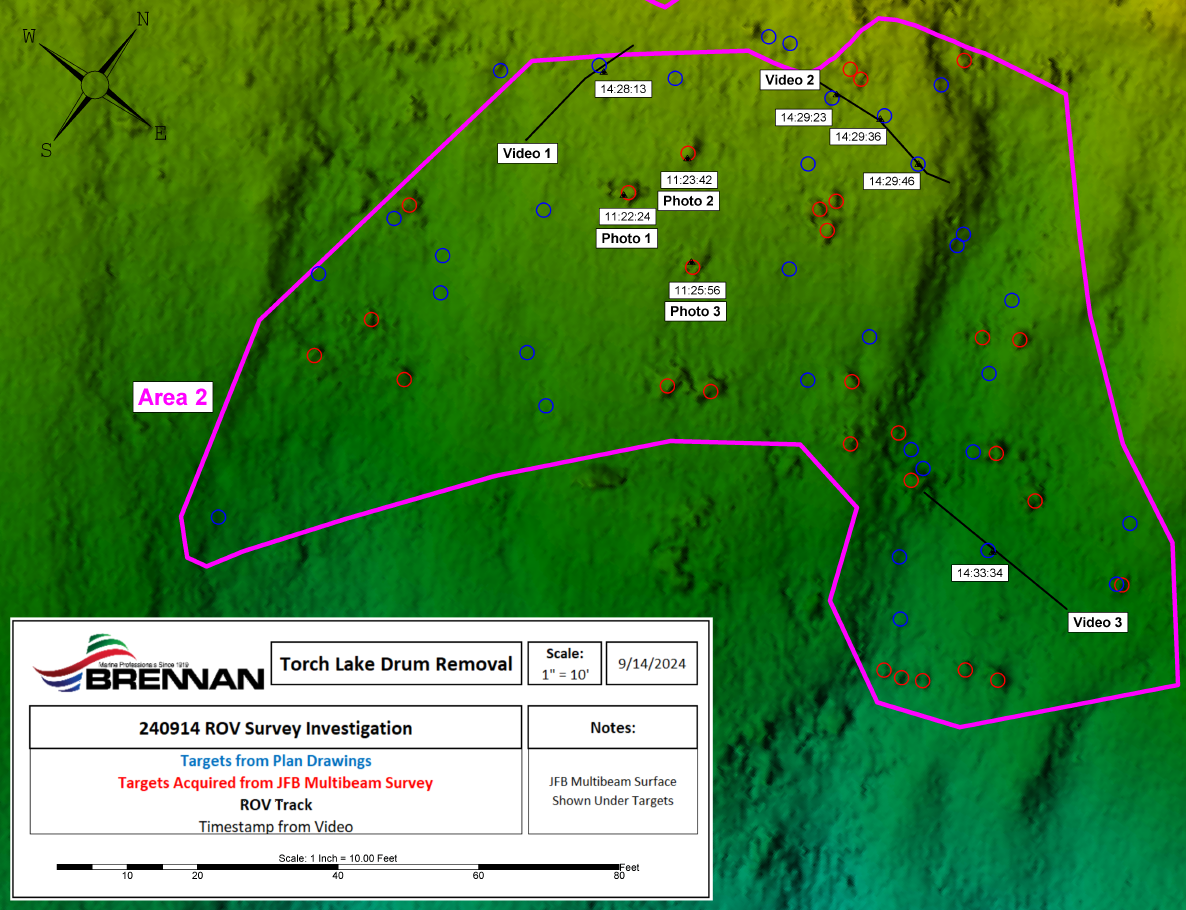 N
W
E
S
14:28:13
Video 1
Video 2
14:29:23
14:29:36
14:29:46
11:23:42
Photo 2
11:22:24
Photo 1
11:25:56
Photo 3
Area 2
14:33:34
Video 3
Marine Professionals Since 1919
BRENNAN
Torch Lake Drum Removal
Scale:
1" = 10'
9/14/2024
240914 ROV Survey Investigation
Notes:
Targets from Plan Drawings
Targets Acquired from JFB Multibeam Survey
ROV Track
Timestamp from Video
JFB Multibeam Surface
Shown Under Targets
Scale: 1 Inch = 10.00 Feet
Feet
10 20 40 60 80